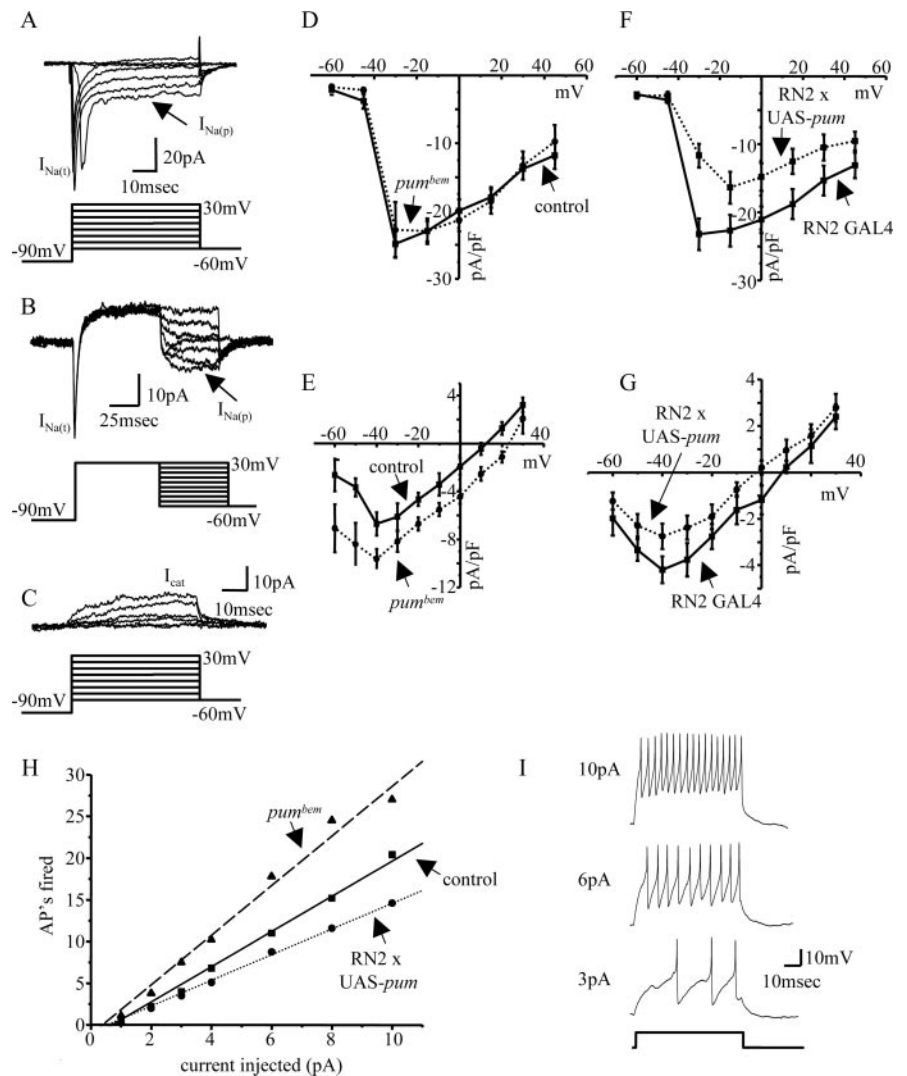 A
I_Na(t)
I_Na(p)
20pA
10msec
30mV
-90mV
-60mV
B
I_Na(t)
I_Na(p)
10pA
25msec
30mV
-90mV
-60mV
C
I_cat
10pA
10msec
30mV
-90mV
-60mV
D
-60 -40 -20 20 40 60
mV
-10
-20
-30
pA/pF
pum^bem
control
E
-60 -40 -20 40
mV
4
-4
-8
-12
pA/pF
control
pum^bem
F
-60 -40 -20 20 40 60
mV
RN2 x
UAS-pum
-10
-20
-30
pA/pF
RN2 GAL4
G
-60 -40 -20 20 40
mV
4
2
-2
-4
pA/pF
RN2 x
UAS-pum
RN2 GAL4
H
AP's fired
30
25
20
15
10
5
0
0 2 4 6 8 10
current injected (pA)
pum^bem
control
RN2 x
UAS-pum
I
10pA
6pA
3pA
10mV
10msec